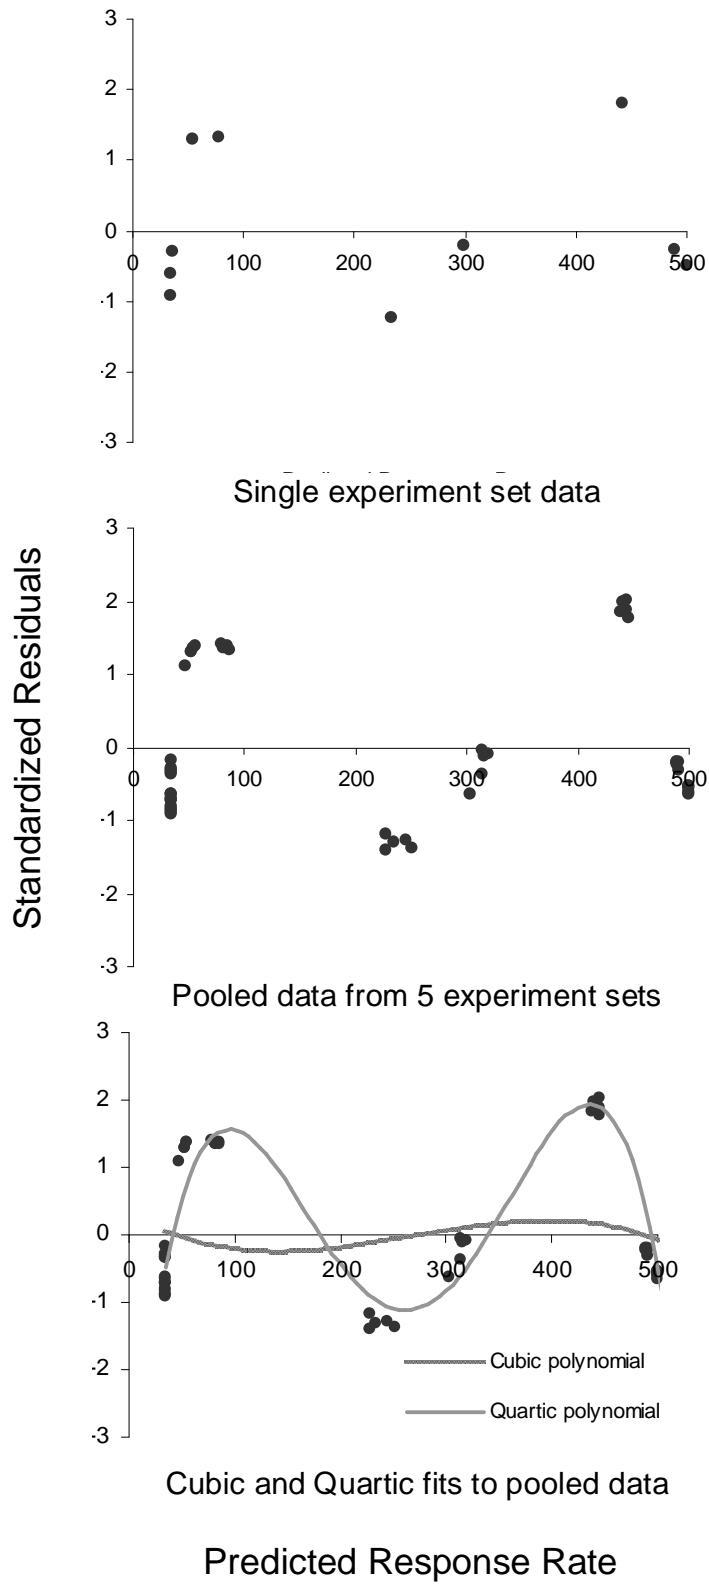 3
2
1
0
-1
-2
-3
0 100 200 300 400 500
Single experiment set data
Standardized Residuals
3
2
1
0
-1
-2
-3
0 100 200 300 400 500
Pooled data from 5 experiment sets
3
2
1
0
-1
-2
-3
0 100 200 300 400 500
Cubic polynomial
Quartic polynomial
Cubic and Quartic fits to pooled data
Predicted Response Rate